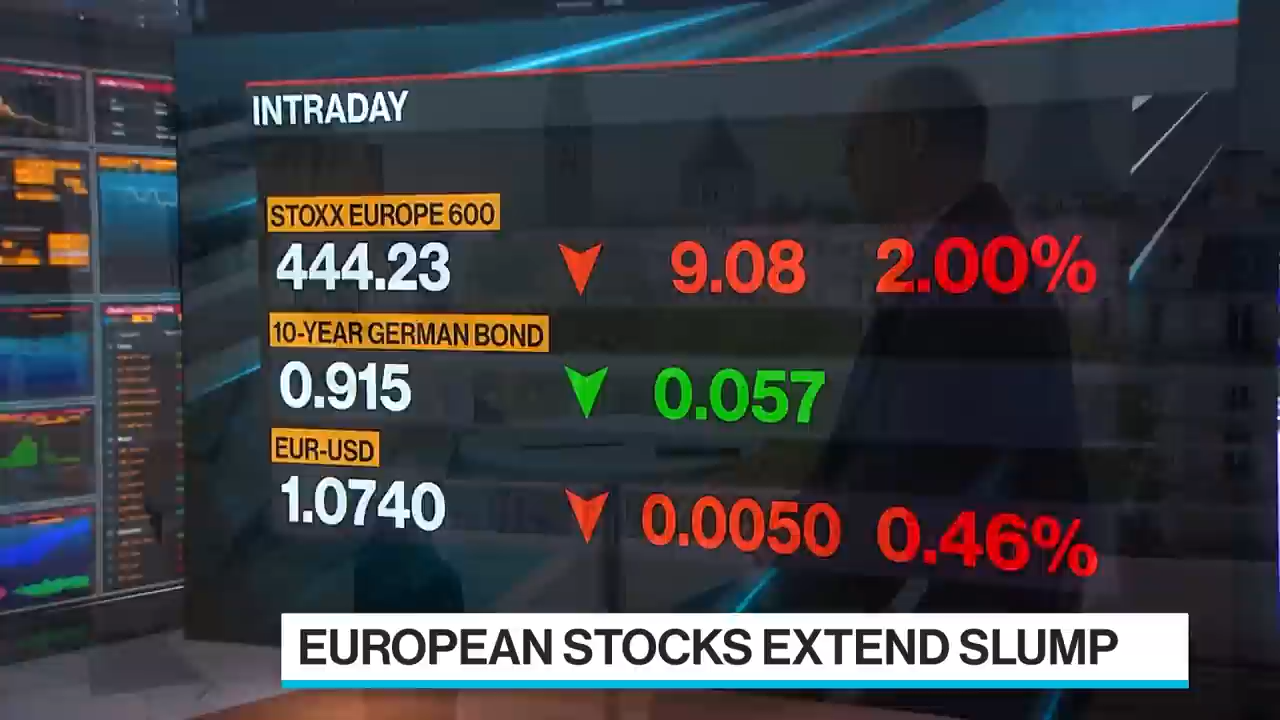 INTRADAY
STOXX EUROPE 600
444.23 9.08 2.00%
10-YEAR GERMAN BOND
0.915 0.057
EUR-USD
1.0740 0.0050 0.46%
EUROPEAN STOCKS EXTEND SLUMP